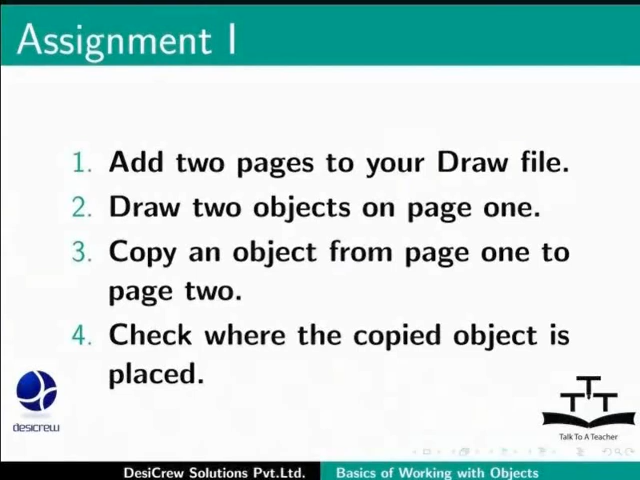 Assignment I
1. Add two pages to your Draw file.
2. Draw two objects on page one.
3. Copy an object from page one to
page two.
4. Check where the copied object is
placed.
desicrew
TTT
Talk To A Teacher
DesiCrew Solutions Pvt.Ltd.
Basics of Working with Objects